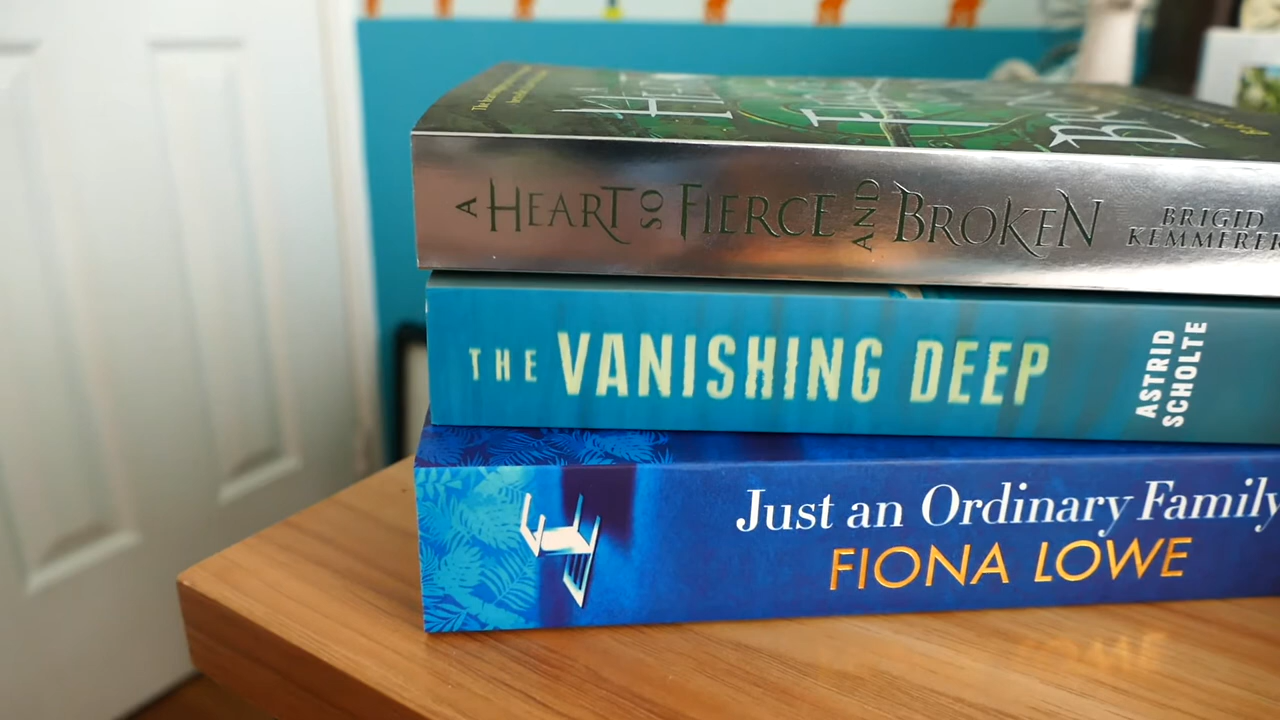 A HEART SO FIERCE AND BROKEN
BRIGID
KEMMERER
THE VANISHING DEEP
ASTRID
SCHOLTE
Just an Ordinary Family
FIONA LOWE